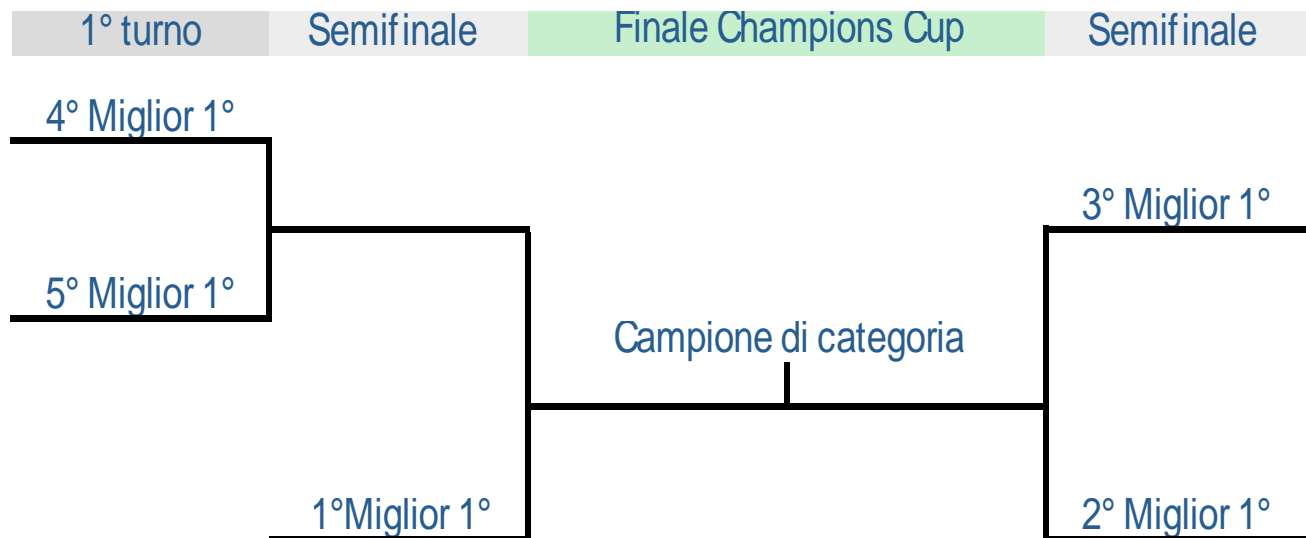 1° turno
Semifinale
Finale Champions Cup
Semifinale
4° Miglior 1°
3° Miglior 1°
5° Miglior 1°
Campione di categoria
1°Miglior 1°
2° Miglior 1°